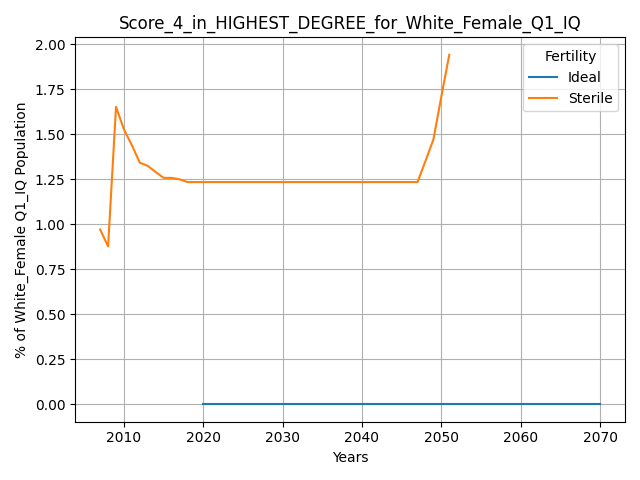 Score_4_in_HIGHEST_DEGREE_for_White_Female_Q1_IQ
% of White_Female Q1_IQ Population
2.00
1.75
1.50
1.25
1.00
0.75
0.50
0.25
0.00
Fertility
Ideal
Sterile
2010 2020 2030 2040 2050 2060 2070
Years